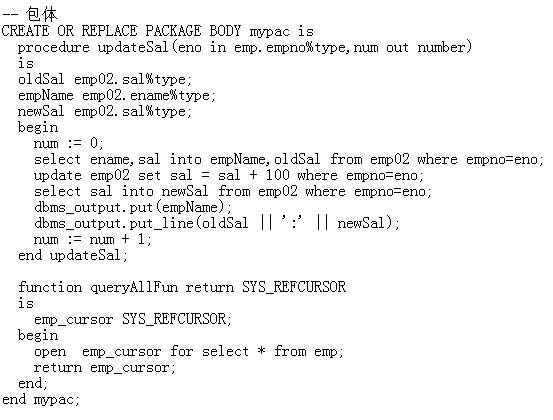 -- 包体
CREATE OR REPLACE PACKAGE BODY mypac is
  procedure updateSal(eno in emp.empno%type,num out number)
  is
  oldSal emp02.sal%type;
  empName emp02.ename%type;
  newSal emp02.sal%type;
  begin
    num := 0;
    select ename,sal into empName,oldSal from emp02 where empno=eno;
    update emp02 set sal = sal + 100 where empno=eno;
    select sal into newSal from emp02 where empno=eno;
    dbms_output.put(empName);
    dbms_output.put_line(oldSal || ':' || newSal);
    num := num + 1;
  end updateSal;

  function queryAllFun return SYS_REFCURSOR
  is
    emp_cursor SYS_REFCURSOR;
  begin
    open  emp_cursor for select * from emp;
    return emp_cursor;
  end;
end mypac;